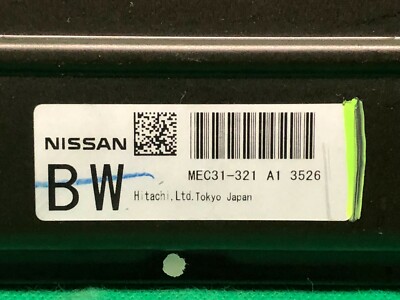 NISSAN
BW
MEC31-321 A1 3526
Hitachi,Ltd.Tokyo Japan